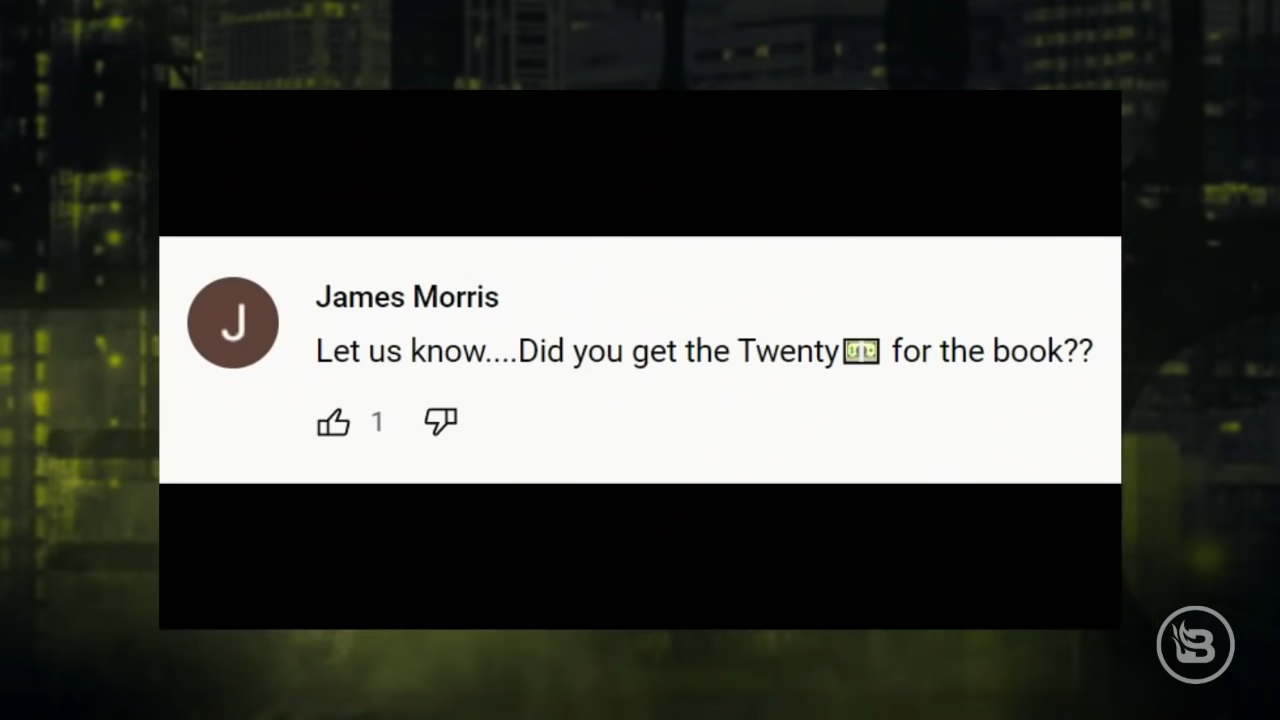 J
James Morris
Let us know....Did you get the Twenty💵 for the book??
1
B